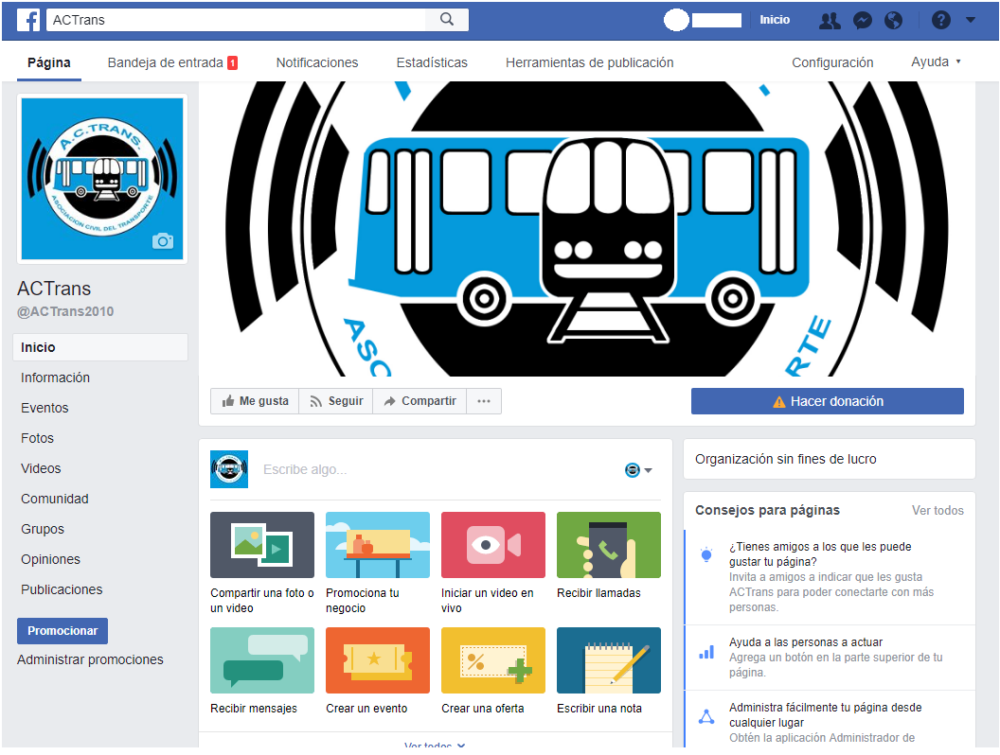 ACTrans
Inicio
Página
Bandeja de entrada 1
Notificaciones
Estadísticas
Herramientas de publicación
Configuración
Ayuda
A.C.TRANS.
ASOCIACION CIVIL DEL TRANSPORTE
ASOC
RTE
ACTrans
@ACTrans2010
Inicio
Información
Eventos
Fotos
Videos
Comunidad
Grupos
Opiniones
Publicaciones
Promocionar
Administrar promociones
Me gusta
Seguir
Compartir
Hacer donación
Escribe algo...
Compartir una foto o
un video
Promociona tu
negocio
Iniciar un video en
vivo
Recibir llamadas
Recibir mensajes
Crear un evento
Crear una oferta
Escribir una nota
Ver todos
Organización sin fines de lucro
Consejos para páginas
Ver todos
¿Tienes amigos a los que les puede
gustar tu página?
Invita a amigos a indicar que les gusta
ACTrans para poder conectarte con más
personas.
Ayuda a las personas a actuar
Agrega un botón en la parte superior de tu
página.
Administra fácilmente tu página desde
cualquier lugar
Obtén la aplicación Administrador de